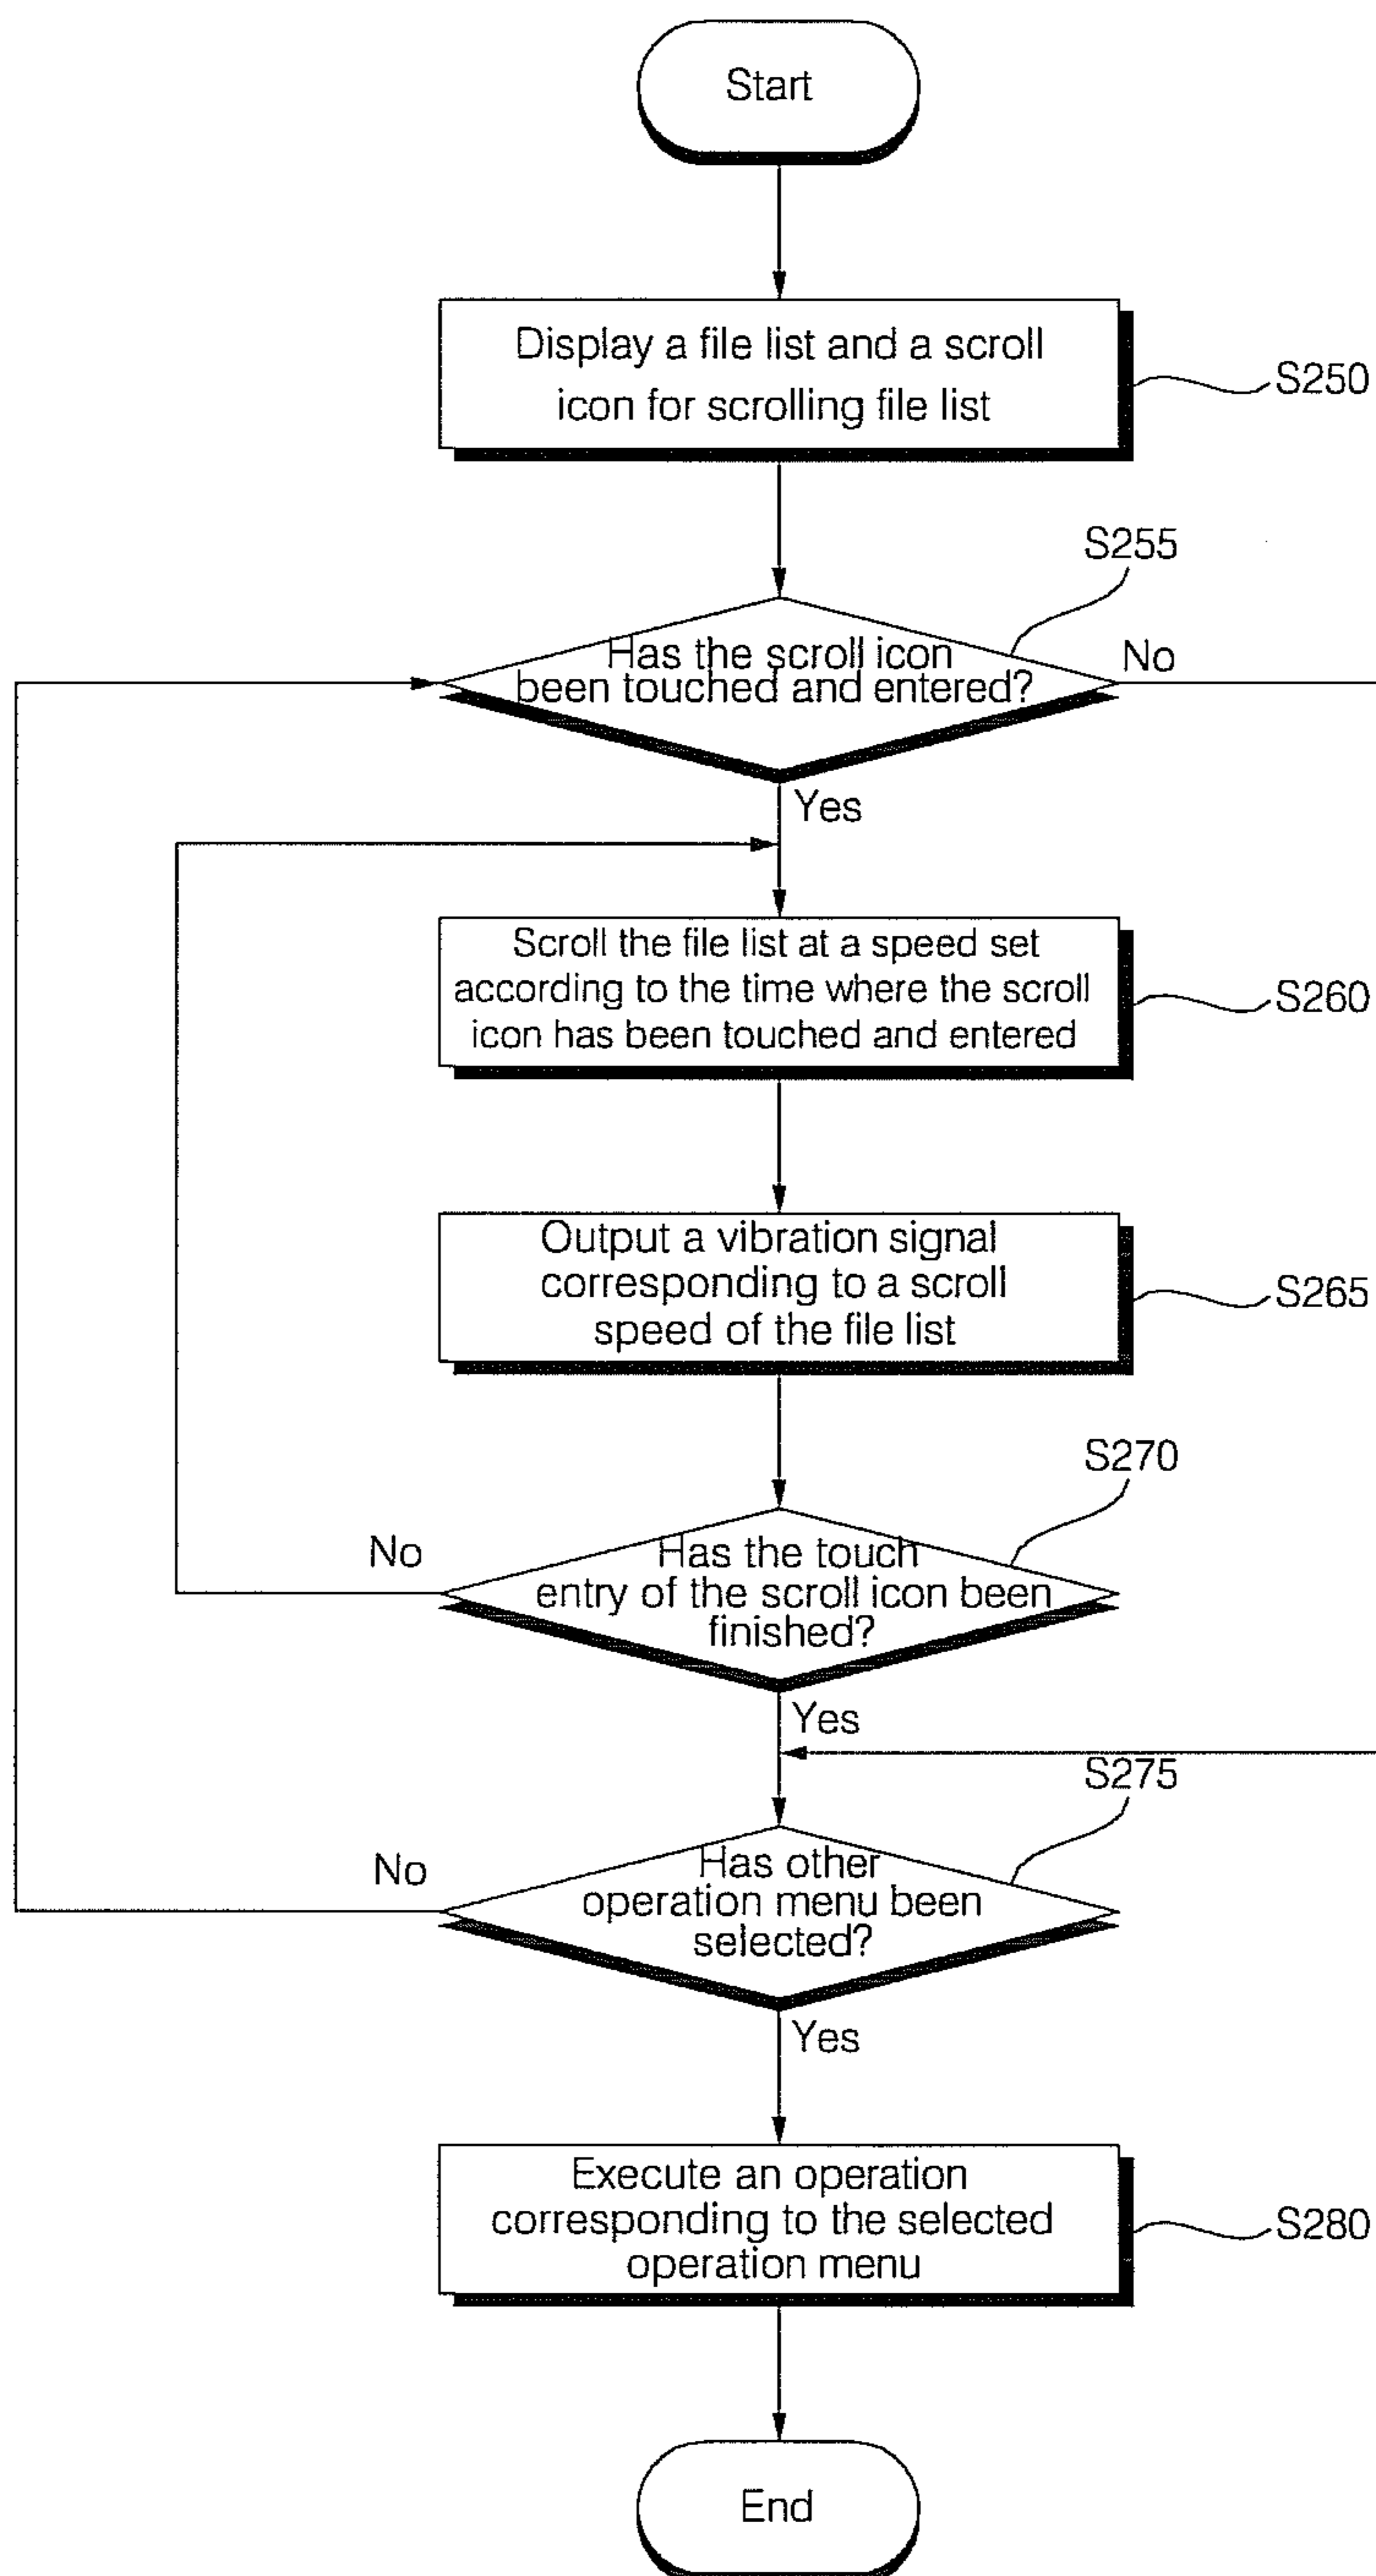 Start
Display a file list and a scroll
icon for scrolling file list
S250
S255
Has the scroll icon
been touched and entered?
No
Yes
Scroll the file list at a speed set
according to the time where the scroll
icon has been touched and entered
S260
Output a vibration signal
corresponding to a scroll
speed of the file list
S265
S270
No
Has the touch
entry of the scroll icon been
finished?
Yes
S275
No
Has other
operation menu been
selected?
Yes
Execute an operation
corresponding to the selected
operation menu
S280
End